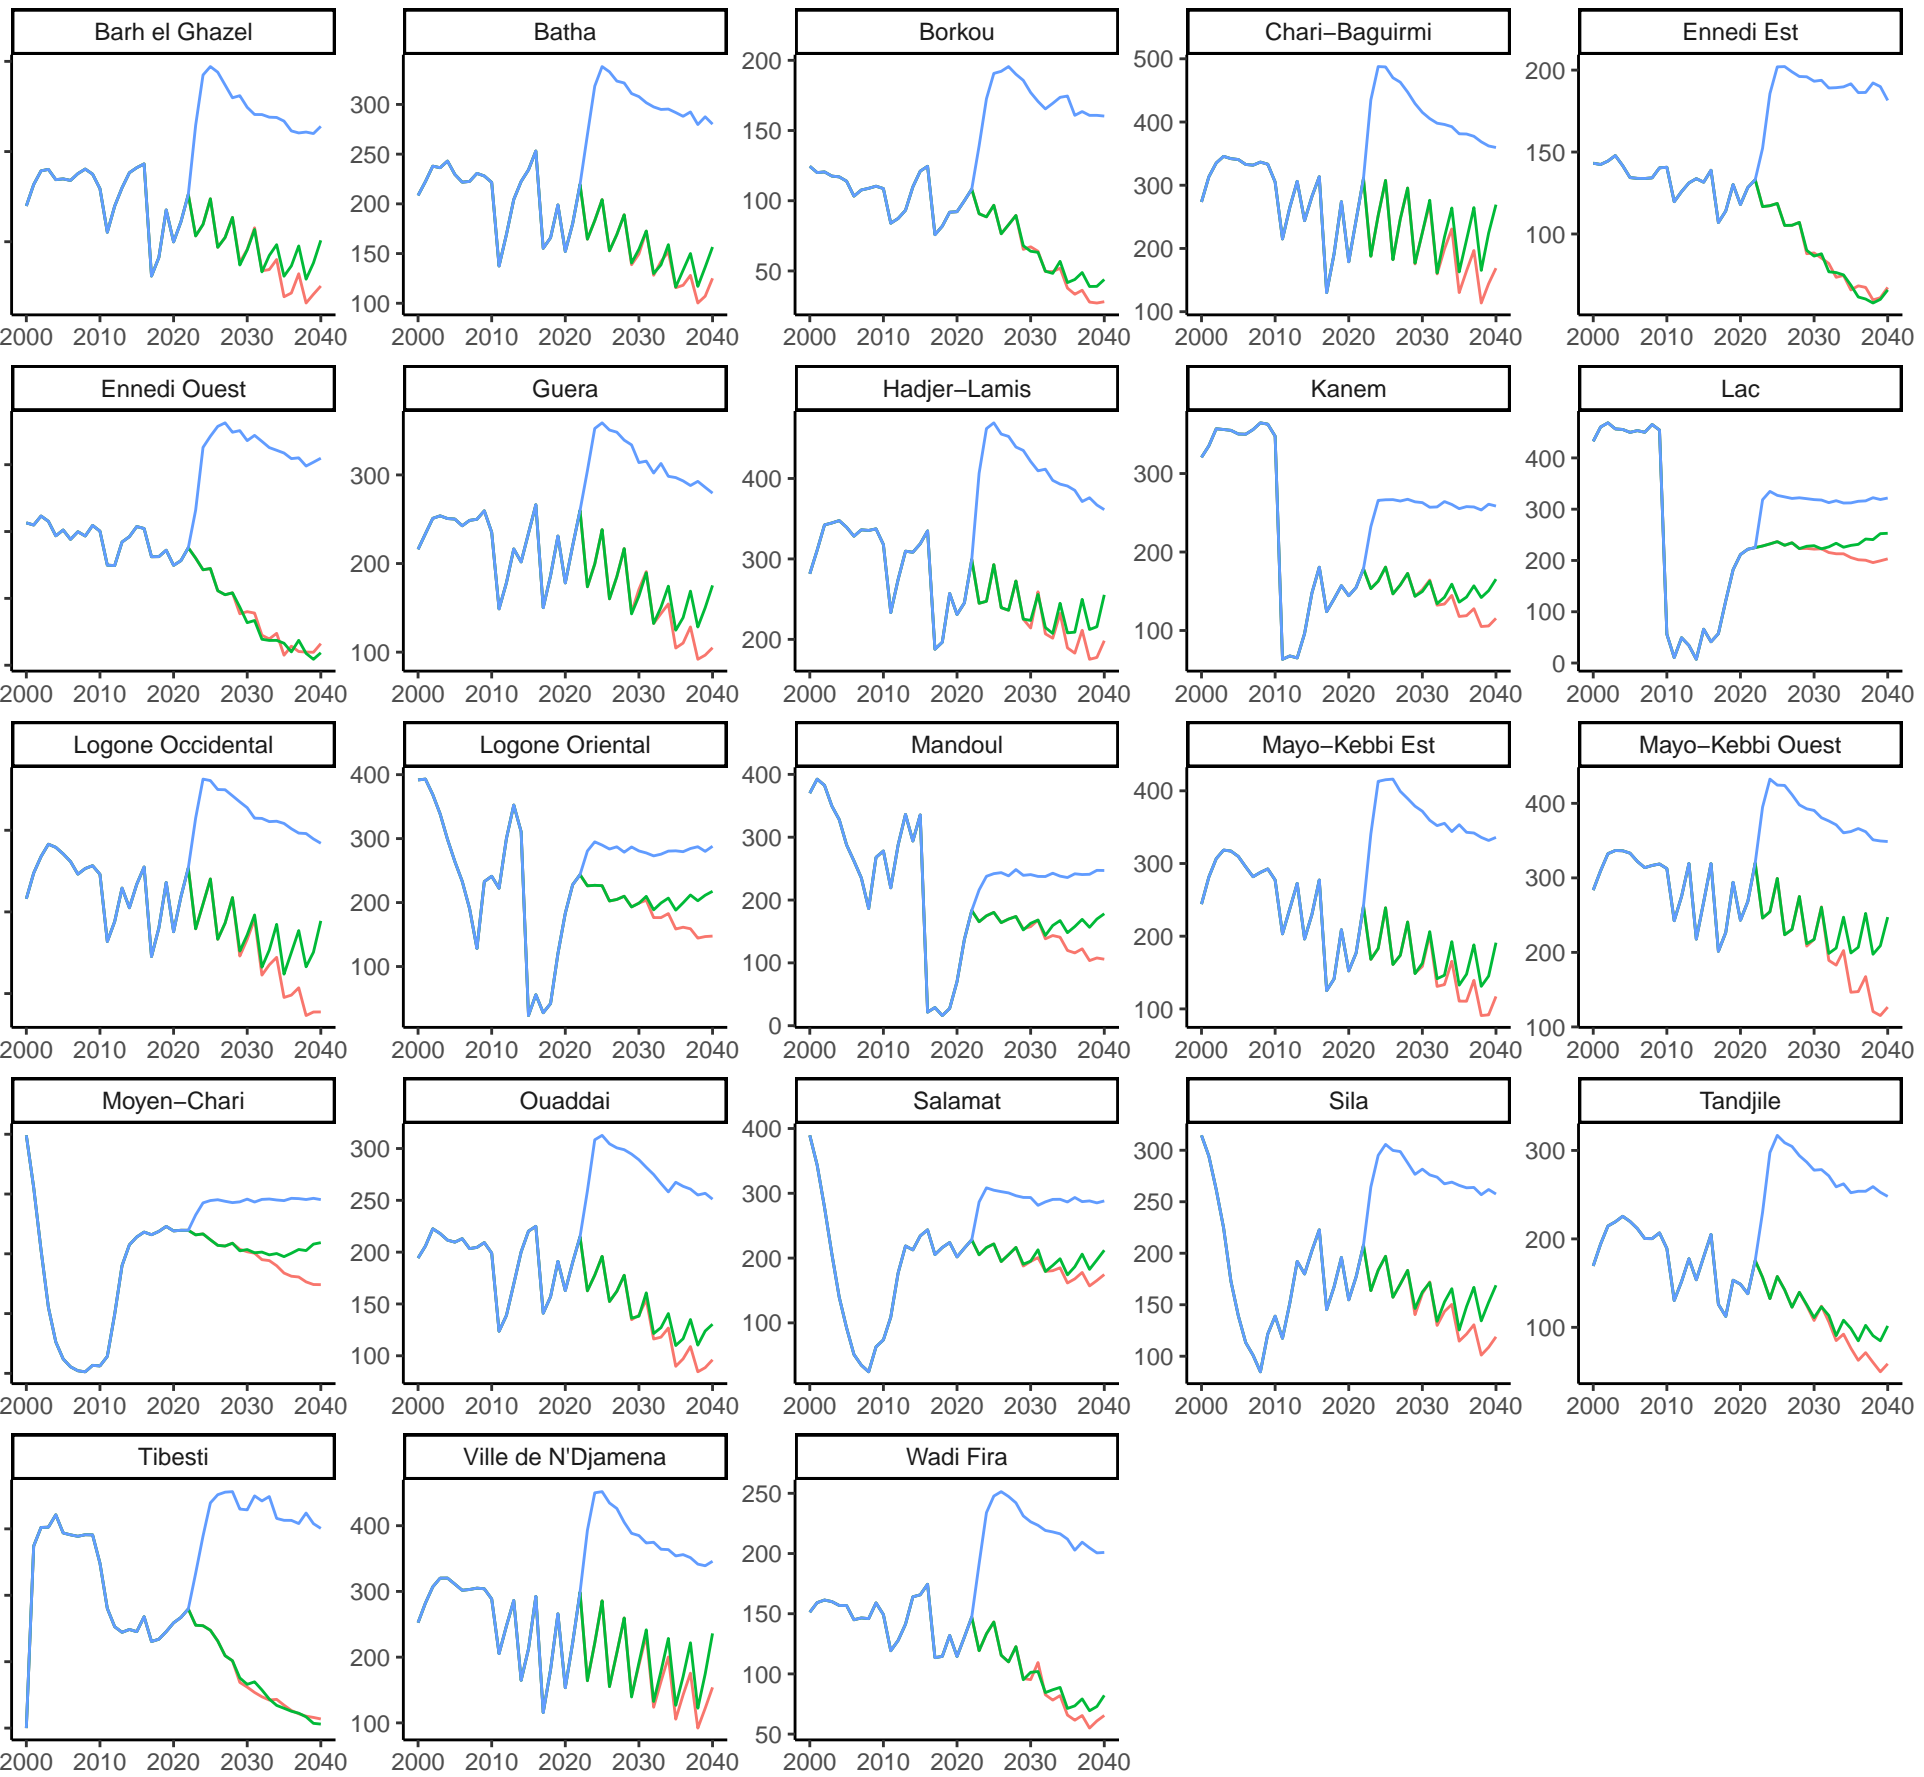 Barh el Ghazel
Batha
Borkou
Chari−Baguirmi
Ennedi Est
300
250
200
150
100
200
150
100
50
500
400
300
200
100
200
150
100
2000 2010 2020 2030 2040
2000 2010 2020 2030 2040
2000 2010 2020 2030 2040
2000 2010 2020 2030 2040
2000 2010 2020 2030 2040
Ennedi Ouest
Guera
Hadjer−Lamis
Kanem
Lac
300
200
100
400
300
200
300
200
100
400
300
200
100
0
2000 2010 2020 2030 2040
2000 2010 2020 2030 2040
2000 2010 2020 2030 2040
2000 2010 2020 2030 2040
2000 2010 2020 2030 2040
Logone Occidental
Logone Oriental
Mandoul
Mayo−Kebbi Est
Mayo−Kebbi Ouest
400
300
200
100
400
300
200
100
0
400
300
200
100
400
300
200
100
2000 2010 2020 2030 2040
2000 2010 2020 2030 2040
2000 2010 2020 2030 2040
2000 2010 2020 2030 2040
2000 2010 2020 2030 2040
Moyen−Chari
Ouaddai
Salamat
Sila
Tandjile
300
250
200
150
100
400
300
200
100
300
250
200
150
100
300
200
100
2000 2010 2020 2030 2040
2000 2010 2020 2030 2040
2000 2010 2020 2030 2040
2000 2010 2020 2030 2040
2000 2010 2020 2030 2040
Tibesti
Ville de N'Djamena
Wadi Fira
400
300
200
100
250
200
150
100
50
2000 2010 2020 2030 2040
2000 2010 2020 2030 2040
2000 2010 2020 2030 2040